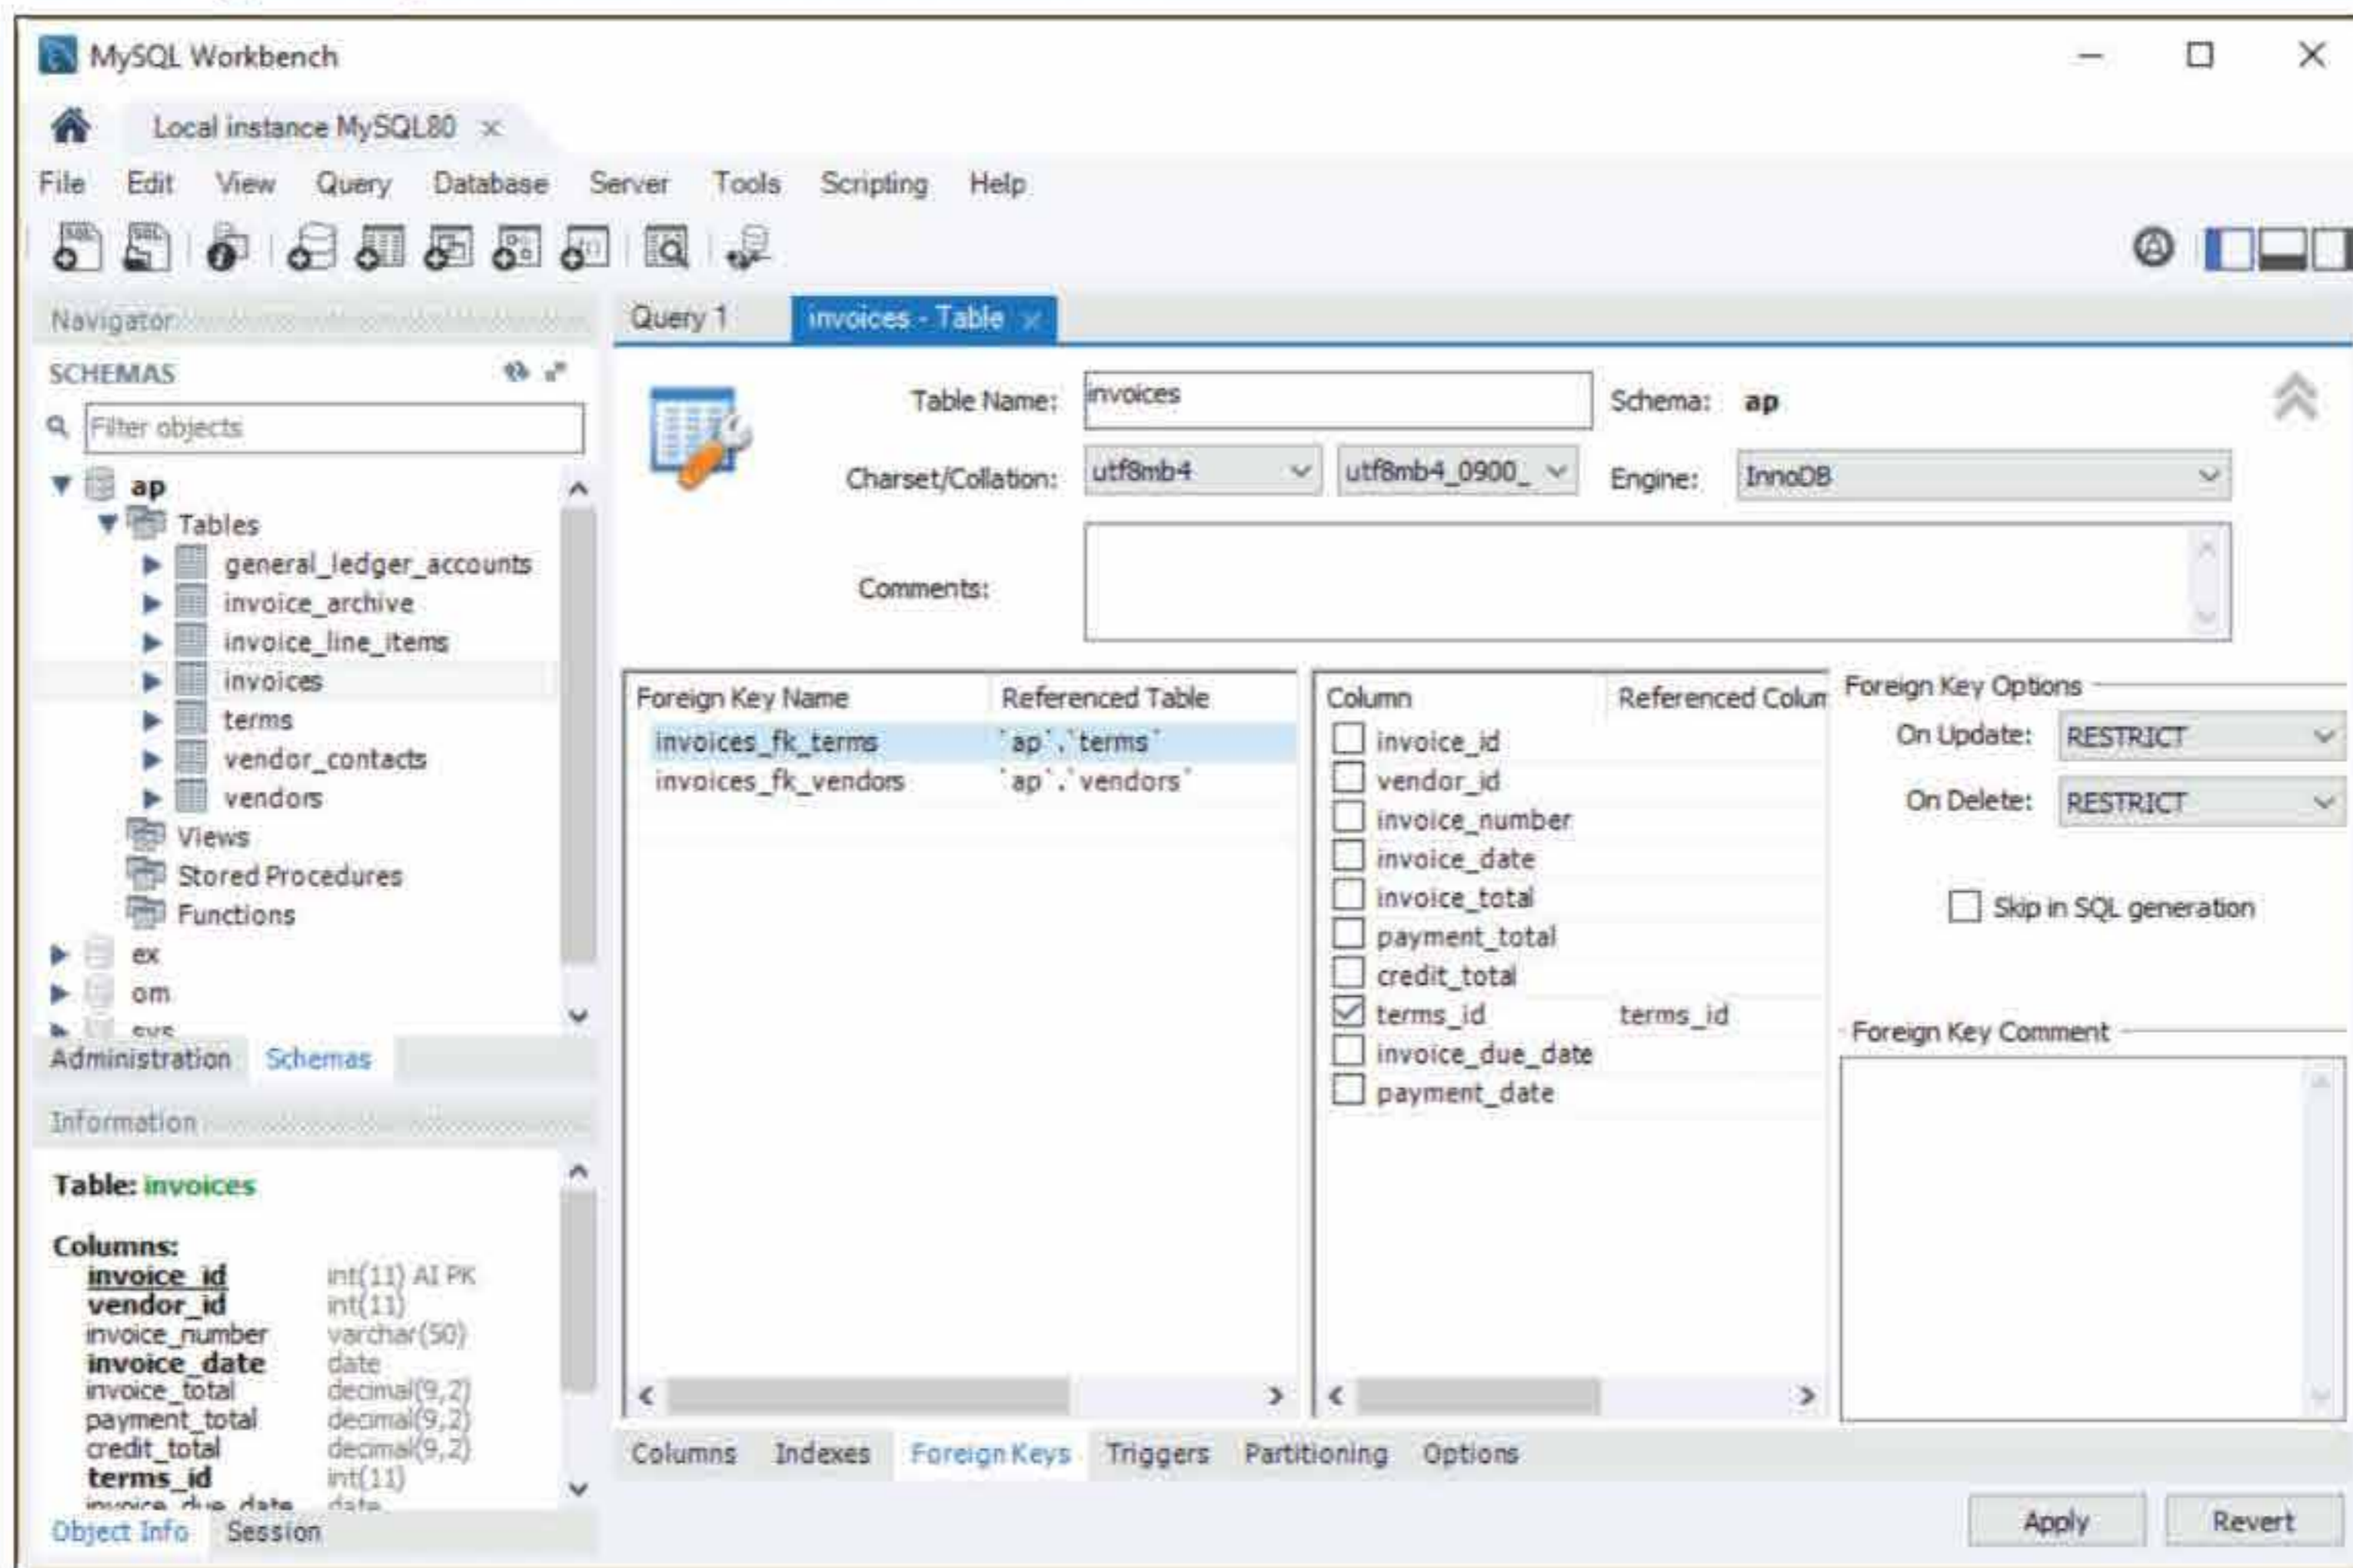 MySQL Workbench
Local instance MySQL80
File Edit View Query Database Server Tools Scripting Help
Navigator
SCHEMAS
Filter objects
ap
Tables
general_ledger_accounts
invoice_archive
invoice_line_items
invoices
terms
vendor_contacts
vendors
Views
Stored Procedures
Functions
ex
om
sys
Administration Schemas
Information
Table: invoices
Columns:
invoice_id int(11) AI PK
vendor_id int(11)
invoice_number varchar(50)
invoice_date date
invoice_total decimal(9,2)
payment_total decimal(9,2)
credit_total decimal(9,2)
terms_id int(11)
invoice_due_date date
Object Info Session
Query 1 invoices - Table
Table Name: invoices Schema: ap
Charset/Collation: utf8mb4 utf8mb4_0900_ Engine: InnoDB
Comments:
Foreign Key Name Referenced Table
invoices_fk_terms `ap`.`terms`
invoices_fk_vendors `ap`.`vendors`
Column Referenced Colum
invoice_id
vendor_id
invoice_number
invoice_date
invoice_total
payment_total
credit_total
terms_id terms_id
invoice_due_date
payment_date
Foreign Key Options
On Update: RESTRICT
On Delete: RESTRICT
Skip in SQL generation
Foreign Key Comment
Columns Indexes Foreign Keys Triggers Partitioning Options
Apply Revert